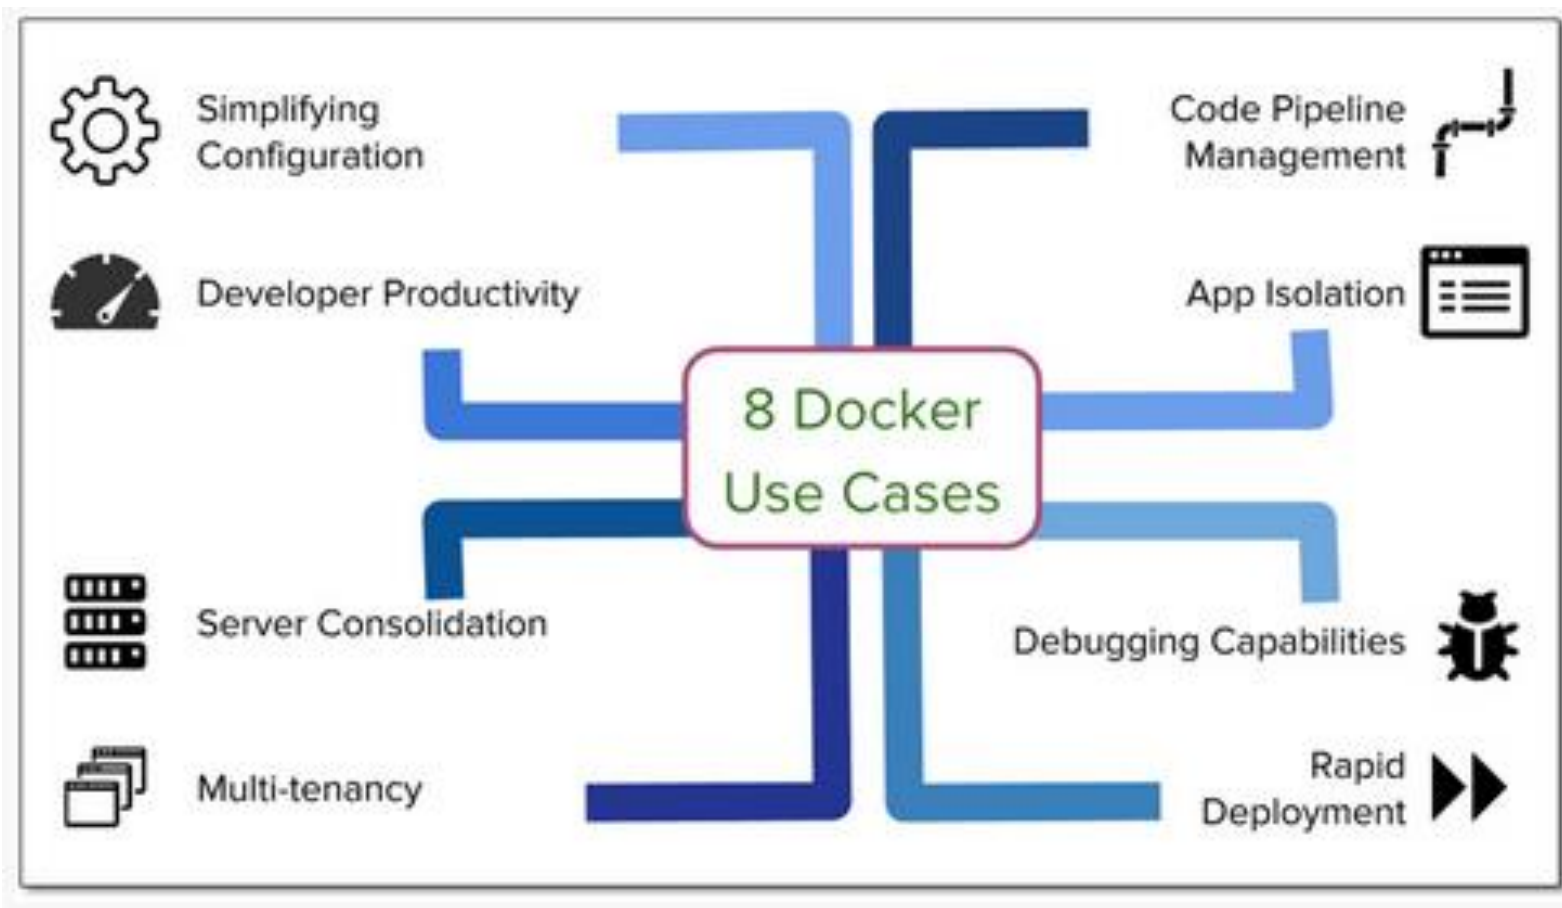 Simplifying
Configuration
Developer Productivity
Server Consolidation
Multi-tenancy
8 Docker
Use Cases
Code Pipeline
Management
App Isolation
Debugging Capabilities
Rapid
Deployment